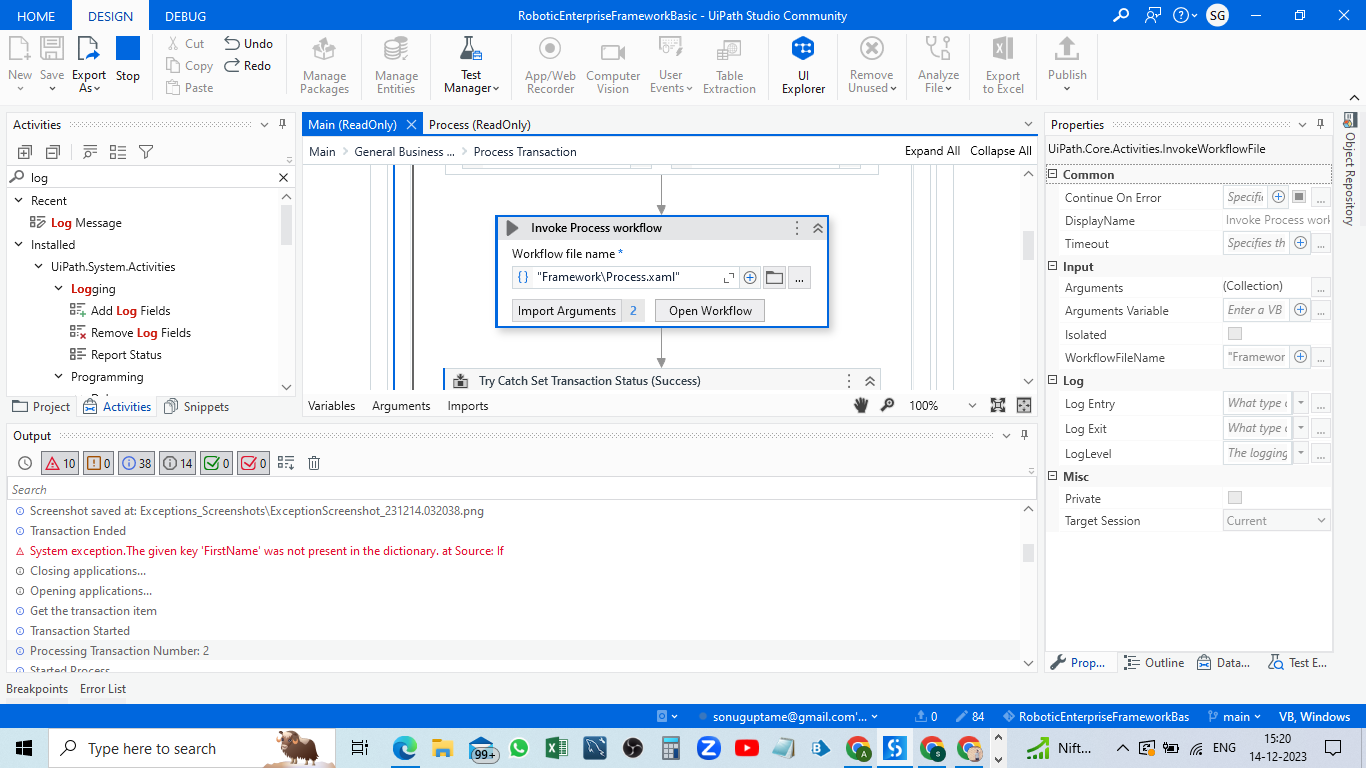 HOME DESIGN DEBUG RoboticEnterpriseFrameworkBasic - UiPath Studio Community SG
New Save Export As Stop Cut Copy Paste Undo Redo Manage Packages Manage Entities Test Manager App/Web Recorder Computer Vision User Events Table Extraction UI Explorer Remove Unused Analyze File Export to Excel Publish
Activities
log
Recent
Log Message
Installed
UiPath.System.Activities
Logging
Add Log Fields
Remove Log Fields
Report Status
Programming
Project Activities Snippets
Main (ReadOnly) Process (ReadOnly)
Main General Business ... Process Transaction Expand All Collapse All
Invoke Process workflow
Workflow file name *
"Framework\Process.xaml" ...
Import Arguments 2 Open Workflow
Try Catch Set Transaction Status (Success)
Variables Arguments Imports 100%
Properties
UiPath.Core.Activities.InvokeWorkflowFile
Common
Continue On Error Specifi ...
DisplayName Invoke Process work
Timeout Specifies th ...
Input
Arguments (Collection) ...
Arguments Variable Enter a VB ...
Isolated
WorkflowFileName "Framewor ...
Log
Log Entry What type ...
Log Exit What type ...
LogLevel The logging ...
Misc
Private
Target Session Current
Prop... Outline Data... Test E...
Object Repository
Output
10 0 38 14 0 0
Search
Screenshot saved at: Exceptions_Screenshots\ExceptionScreenshot_231214.032038.png
Transaction Ended
System exception.The given key 'FirstName' was not present in the dictionary. at Source: If
Closing applications...
Opening applications...
Get the transaction item
Transaction Started
Processing Transaction Number: 2
Started Process
Breakpoints Error List
sonuguptame@gmail.com'... 0 84 RoboticEnterpriseFrameworkBas main VB, Windows
Type here to search 99+ Nift... ENG 15:20
14-12-2023